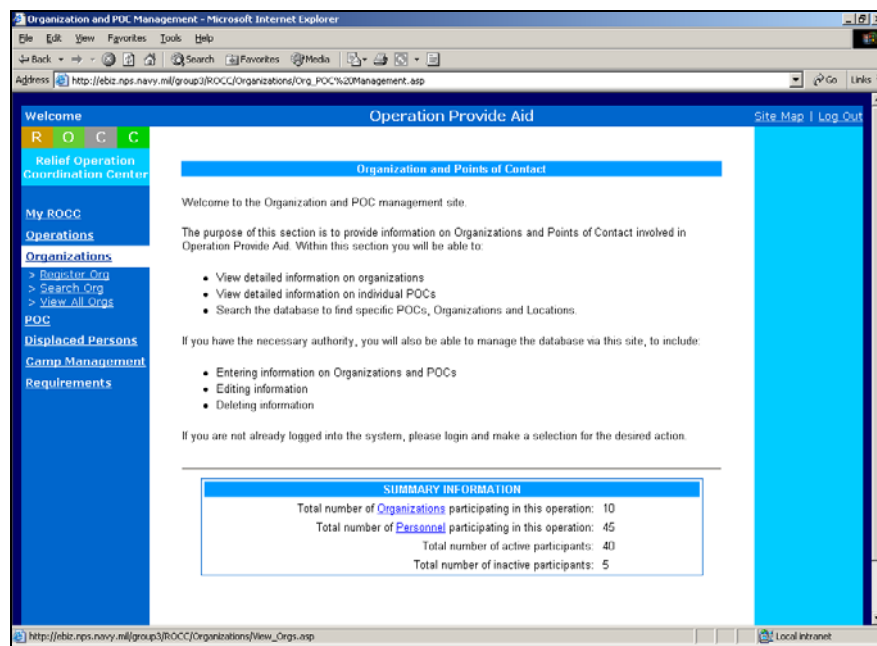 Organization and POC Management - Microsoft Internet Explorer
File Edit View Favorites Tools Help
Back Search Favorites Media
Address http://ebiz.nps.navy.mil/group3/ROCC/Organizations/Org_POC%20Management.asp Go Links
Welcome Operation Provide Aid Site Map | Log Out
R O C C
Relief Operation
Coordination Center
My ROCC
Operations
Organizations
> Register Org
> Search Org
> View All Orgs
POC
Displaced Persons
Camp Management
Requirements
Organization and Points of Contact
Welcome to the Organization and POC management site.
The purpose of this section is to provide information on Organizations and Points of Contact involved in
Operation Provide Aid. Within this section you will be able to:
• View detailed information on organizations
• View detailed information on individual POCs
• Search the database to find specific POCs, Organizations and Locations.
If you have the necessary authority, you will also be able to manage the database via this site, to include:
• Entering information on Organizations and POCs
• Editing information
• Deleting information
If you are not already logged into the system, please login and make a selection for the desired action.
SUMMARY INFORMATION
Total number of Organizations participating in this operation: 10
Total number of Personnel participating in this operation: 45
Total number of active participants: 40
Total number of inactive participants: 5
http://ebiz.nps.navy.mil/group3/ROCC/Organizations/View_Orgs.asp Local intranet